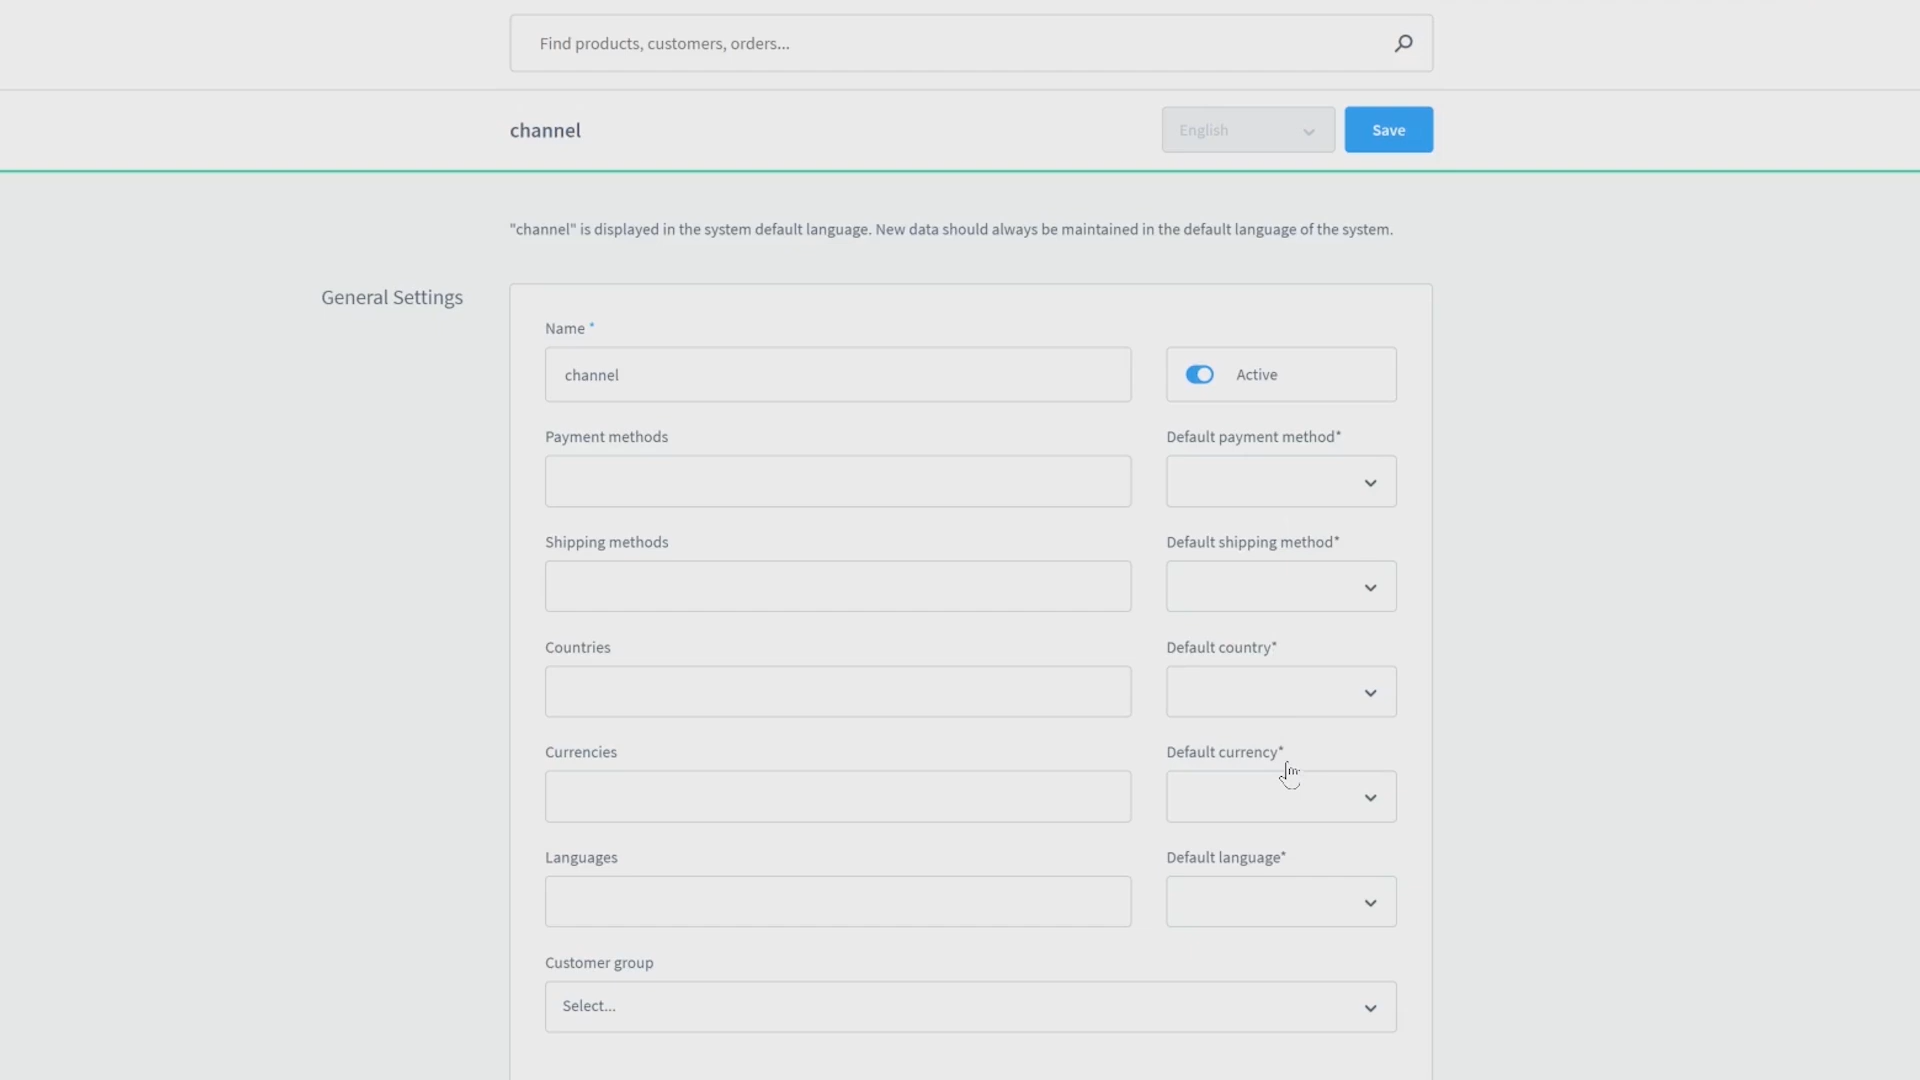 Find products, customers, orders...
channel
English
Save
"channel" is displayed in the system default language. New data should always be maintained in the default language of the system.
General Settings
Name *
channel
Active
Payment methods
Default payment method*
Shipping methods
Default shipping method*
Countries
Default country*
Currencies
Default currency*
Languages
Default language*
Customer group
Select...